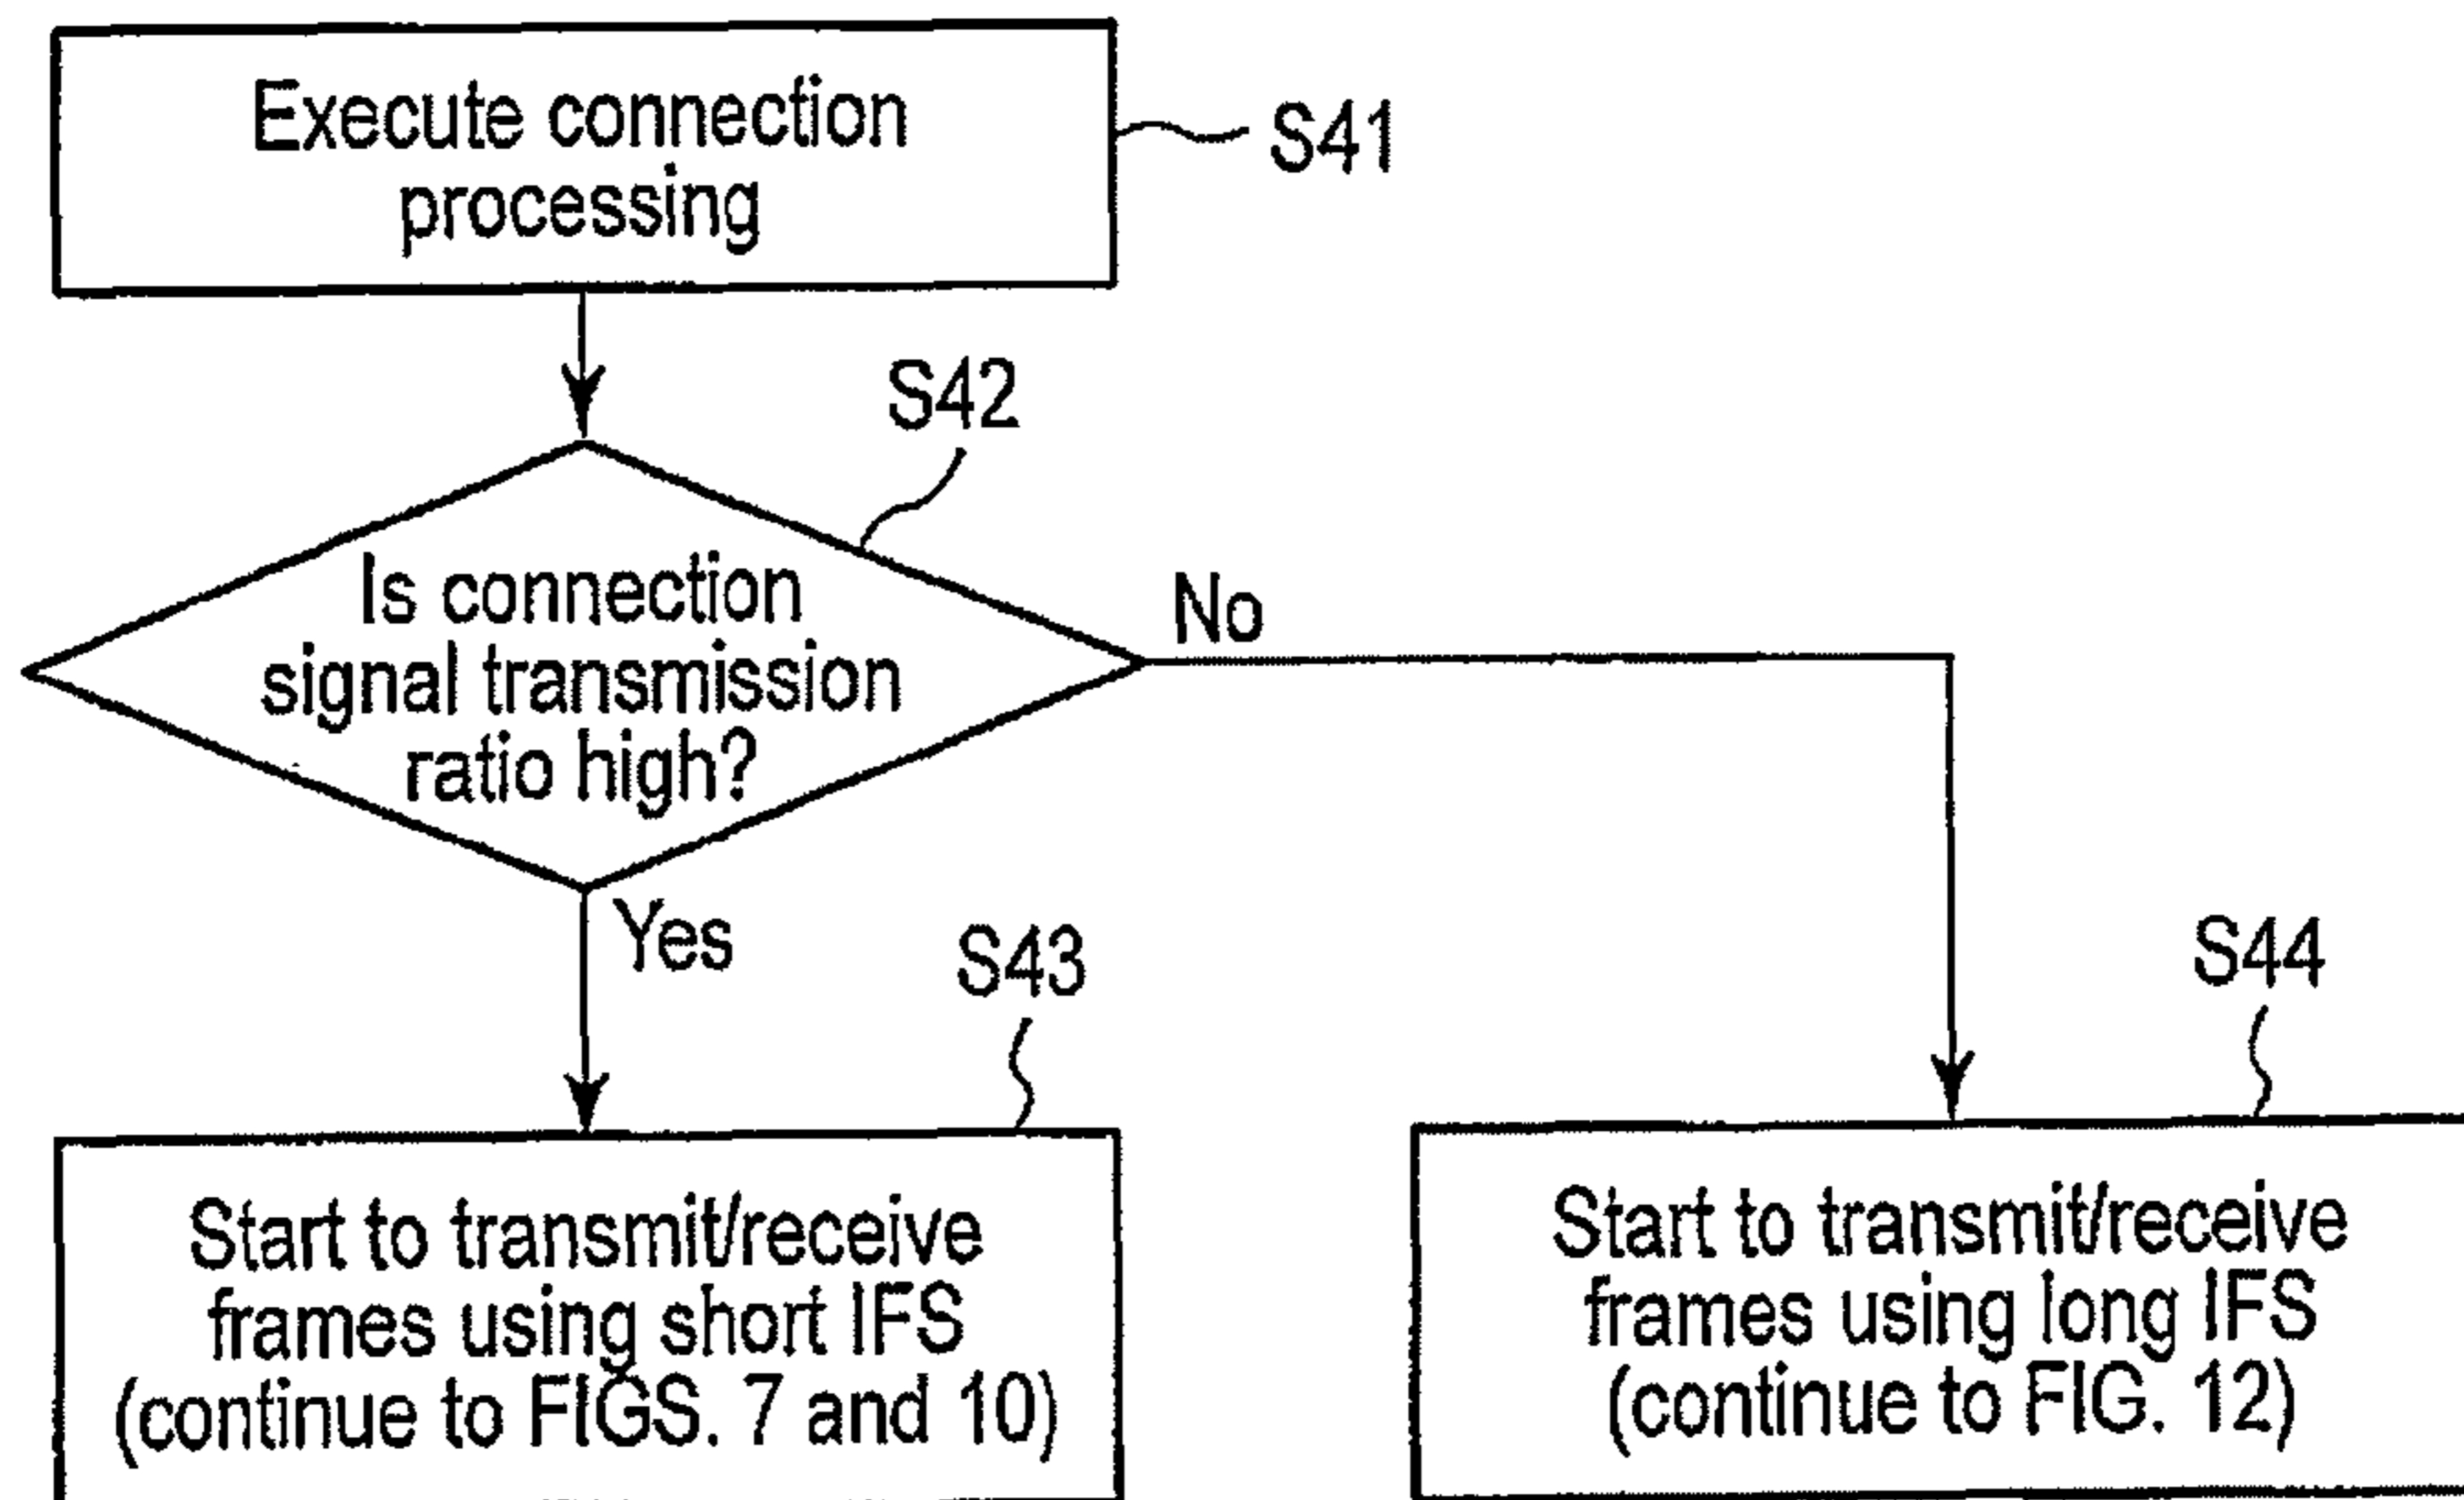 Execute connection
processing
S41
S42
Is connection
signal transmission
ratio high?
No
Yes
S43
Start to transmit/receive
frames using short IFS
(continue to FIGS. 7 and 10)
S44
Start to transmit/receive
frames using long IFS
(continue to FIG. 12)